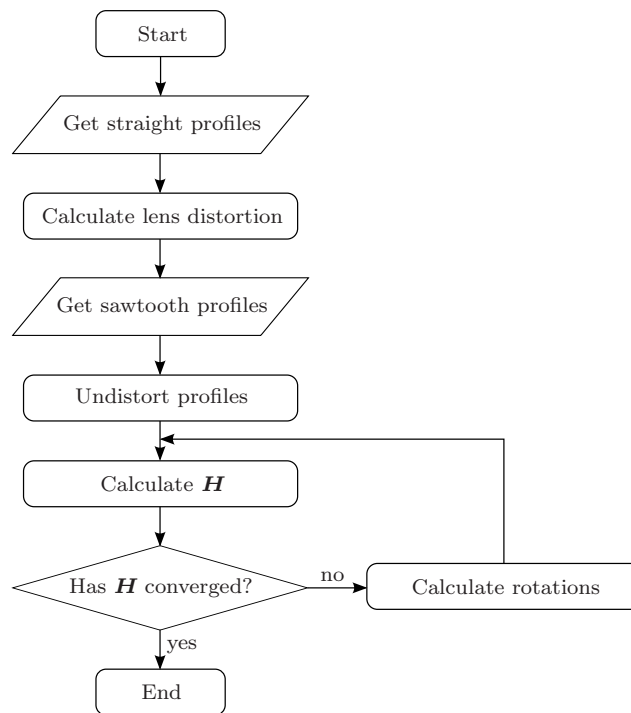 Start
Get straight profiles
Calculate lens distortion
Get sawtooth profiles
Undistort profiles
Calculate H
Has H converged?
no
Calculate rotations
yes
End